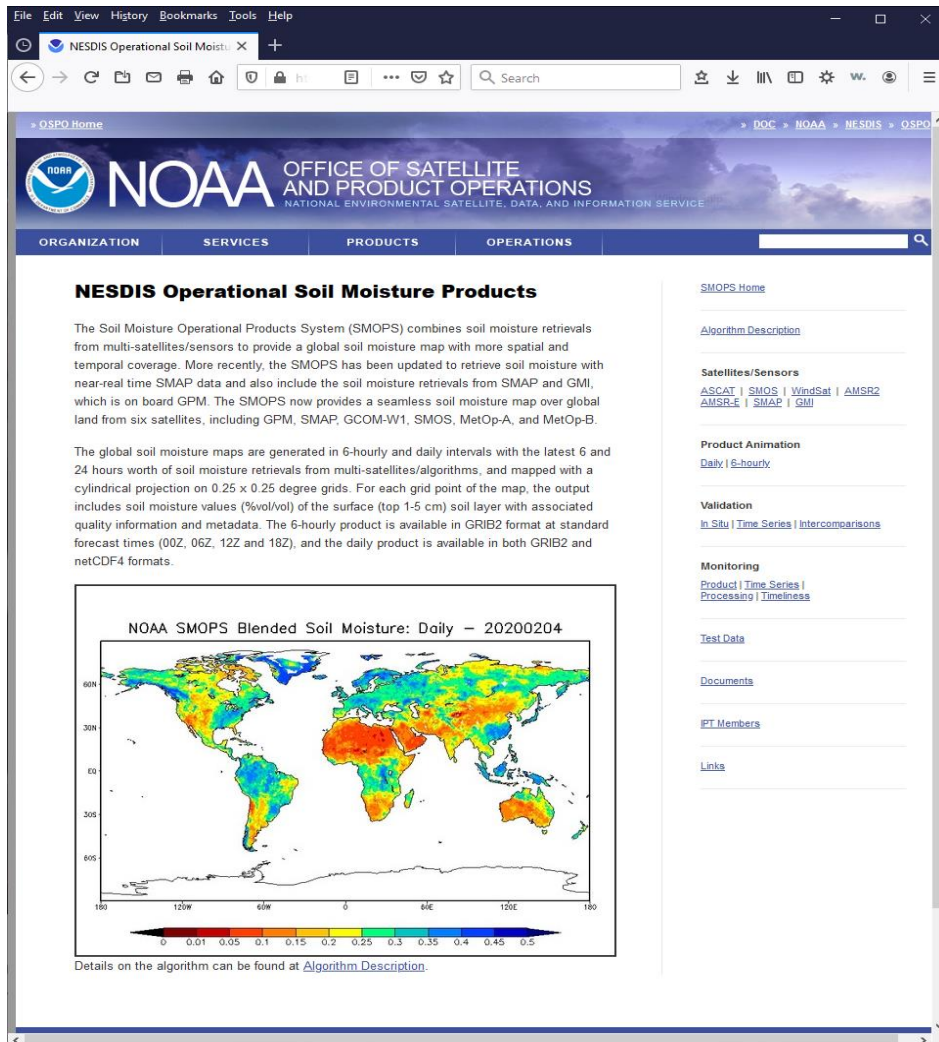 File Edit View History Bookmarks Tools Help
NESDIS Operational Soil Moistu
Search
» OSPO Home
» DOC » NOAA » NESDIS » OSPO
NOAA
NOAA OFFICE OF SATELLITE
AND PRODUCT OPERATIONS
NATIONAL ENVIRONMENTAL SATELLITE, DATA, AND INFORMATION SERVICE
ORGANIZATION SERVICES PRODUCTS OPERATIONS
NESDIS Operational Soil Moisture Products
The Soil Moisture Operational Products System (SMOPS) combines soil moisture retrievals
from multi-satellites/sensors to provide a global soil moisture map with more spatial and
temporal coverage. More recently, the SMOPS has been updated to retrieve soil moisture with
near-real time SMAP data and also include the soil moisture retrievals from SMAP and GMI,
which is on board GPM. The SMOPS now provides a seamless soil moisture map over global
land from six satellites, including GPM, SMAP, GCOM-W1, SMOS, MetOp-A, and MetOp-B.
The global soil moisture maps are generated in 6-hourly and daily intervals with the latest 6 and
24 hours worth of soil moisture retrievals from multi-satellites/algorithms, and mapped with a
cylindrical projection on 0.25 x 0.25 degree grids. For each grid point of the map, the output
includes soil moisture values (%vol/vol) of the surface (top 1-5 cm) soil layer with associated
quality information and metadata. The 6-hourly product is available in GRIB2 format at standard
forecast times (00Z, 06Z, 12Z and 18Z), and the daily product is available in both GRIB2 and
netCDF4 formats.
NOAA SMOPS Blended Soil Moisture: Daily – 20200204
60N
30N
EQ
30S
60S
180 120W 60W 0 60E 120E 180
0 0.01 0.05 0.1 0.15 0.2 0.25 0.3 0.35 0.4 0.45 0.5
Details on the algorithm can be found at Algorithm Description.
SMOPS Home
Algorithm Description
Satellites/Sensors
ASCAT | SMOS | WindSat | AMSR2
AMSR-E | SMAP | GMI
Product Animation
Daily | 6-hourly
Validation
In Situ | Time Series | Intercomparisons
Monitoring
Product | Time Series |
Processing | Timeliness
Test Data
Documents
IPT Members
Links